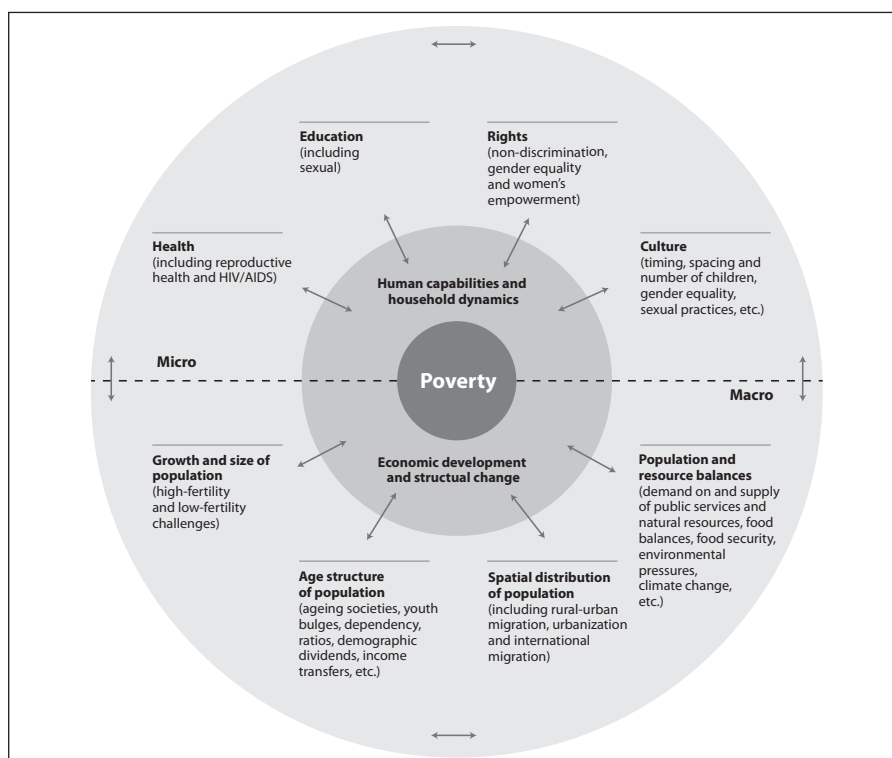 Education
(including
sexual)
Rights
(non-discrimination,
gender equality
and women's
empowerment)
Health
(including reproductive
health and HIV/AIDS)
Culture
(timing, spacing and
number of children,
gender equality,
sexual practices, etc.)
Human capabilities and
household dynamics
Micro
Poverty
Macro
Economic development
and structual change
Growth and size of
population
(high-fertility
and low-fertility
challenges)
Population and
resource balances
(demand on and supply
of public services and
natural resources, food
balances, food security,
environmental
pressures,
climate change,
etc.)
Age structure
of population
(ageing societies, youth
bulges, dependency,
ratios, demographic
dividends, income
transfers, etc.)
Spatial distribution
of population
(including rural-urban
migration, urbanization
and international
migration)